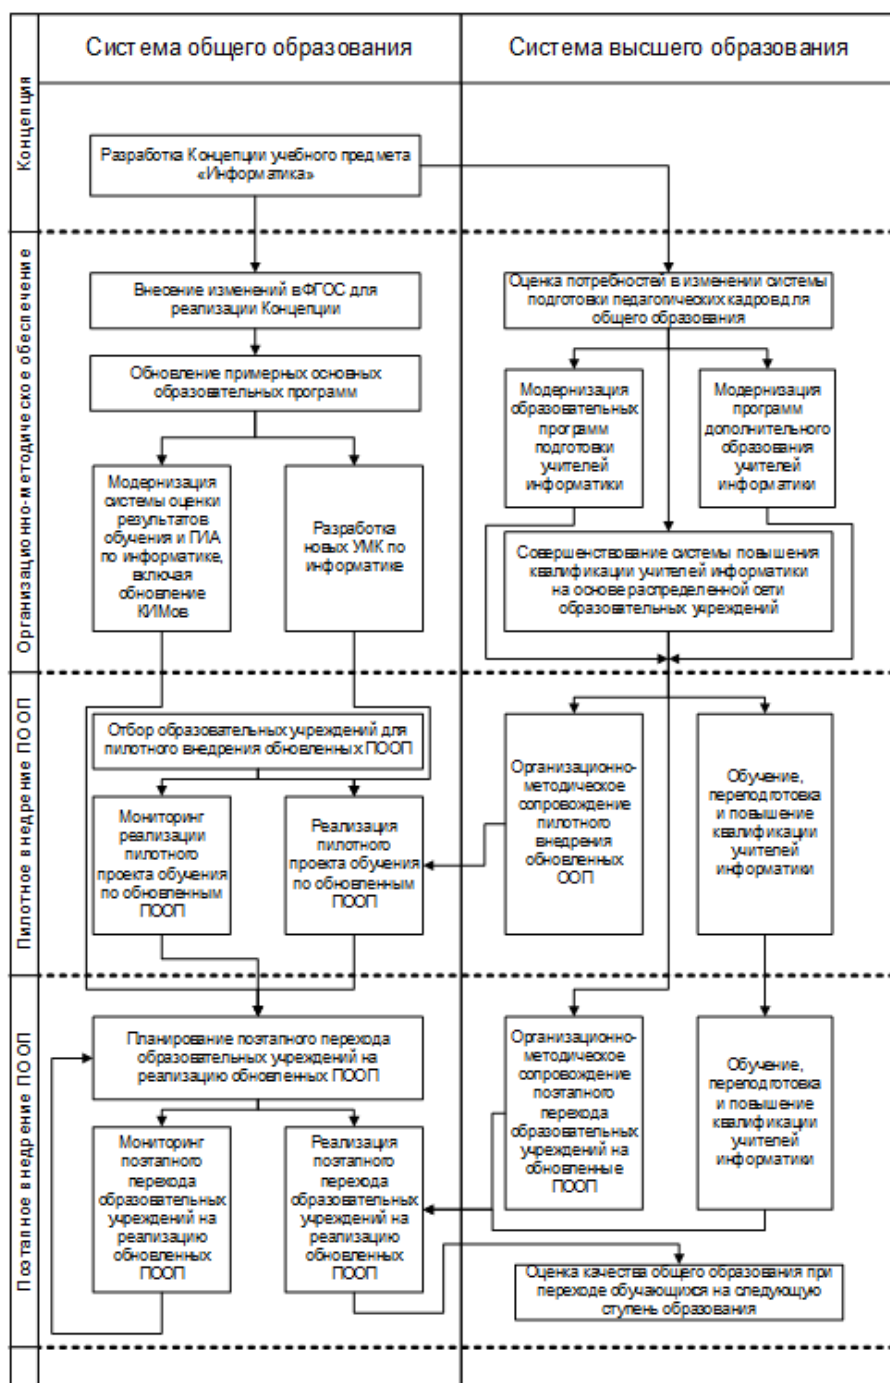 Система общего образования
Система высшего образования
Концепция
Разработка Концепции учебного предмета
«Информатика»
Организационно-методическое обеспечение
Внесение изменений в ФГОС для
реализации Концепции
Оценка потребностей в изменении системы
подготовки педагогических кадров для
общего образования
Обновление примерных основных
образовательных программ
Модернизация
образовательных
программ
подготовки
учителей
информатики
Модернизация
программ
дополнительного
образования
учителей
информатики
Модернизация
системы оценки
результатов
обучения и ГИА
по информатике,
включая
обновление
КИМов
Разработка
новых УМК по
информатике
Совершенствование системы повышения
квалификации учителей информатики
на основе распределенной сети
образовательных учреждений
Пилотное внедрение ПООП
Отбор образовательных учреждений для
пилотного внедрения обновленных ПООП
Мониторинг
реализации
пилотного
проекта обучения
по обновленным
ПООП
Реализация
пилотного
проекта обучения
по обновленным
ПООП
Организационно-
методическое
сопровождение
пилотного
внедрения
обновленных
ООП
Обучение,
переподготовка
и повышение
квалификации
учителей
информатики
Поэтапное внедрение ПООП
Планирование поэтапного перехода
образовательных учреждений на
реализацию обновленных ПООП
Мониторинг
поэтапного
перехода
образовательных
учреждений на
реализацию
обновленных
ПООП
Реализация
поэтапного
перехода
образовательных
учреждений на
реализацию
обновленных
ПООП
Организационно-
методическое
сопровождение
поэтапного
перехода
образовательных
учреждений на
обновленные
ПООП
Обучение,
переподготовка
и повышение
квалификации
учителей
информатики
Оценка качества общего образования при
переходе обучающихся на следующую
ступень образования